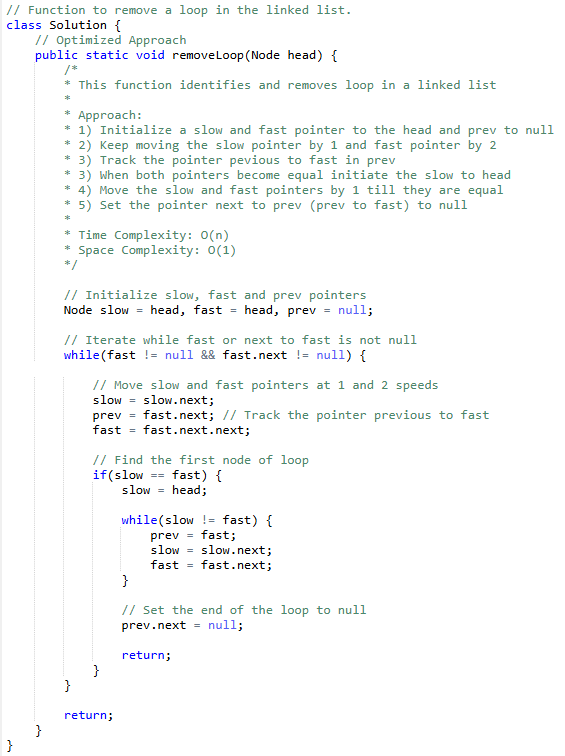 // Function to remove a loop in the linked list.
class Solution {
    // Optimized Approach
    public static void removeLoop(Node head) {
        /*
        * This function identifies and removes loop in a linked list
        *
        * Approach:
        * 1) Initialize a slow and fast pointer to the head and prev to null
        * 2) Keep moving the slow pointer by 1 and fast pointer by 2
        * 3) Track the pointer pevious to fast in prev
        * 3) When both pointers become equal initiate the slow to head
        * 4) Move the slow and fast pointers by 1 till they are equal
        * 5) Set the pointer next to prev (prev to fast) to null
        *
        * Time Complexity: O(n)
        * Space Complexity: O(1)
        */

        // Initialize slow, fast and prev pointers
        Node slow = head, fast = head, prev = null;

        // Iterate while fast or next to fast is not null
        while(fast != null && fast.next != null) {

            // Move slow and fast pointers at 1 and 2 speeds
            slow = slow.next;
            prev = fast.next; // Track the pointer previous to fast
            fast = fast.next.next;

            // Find the first node of loop
            if(slow == fast) {
                slow = head;

                while(slow != fast) {
                    prev = fast;
                    slow = slow.next;
                    fast = fast.next;
                }

                // Set the end of the loop to null
                prev.next = null;

                return;
            }
        }

        return;
    }
}